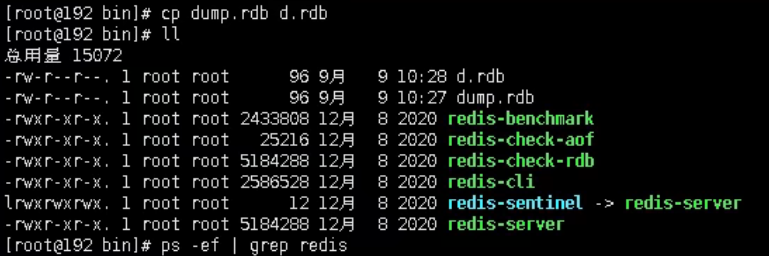 [root@192 bin]# cp dump.rdb d.rdb
[root@192 bin]# ll
总用量 15072
-rw-r--r--. 1 root root      96 9月   9 10:28 d.rdb
-rw-r--r--. 1 root root      96 9月   9 10:27 dump.rdb
-rwxr-xr-x. 1 root root 2433808 12月  8 2020 redis-benchmark
-rwxr-xr-x. 1 root root   25216 12月  8 2020 redis-check-aof
-rwxr-xr-x. 1 root root 5184288 12月  8 2020 redis-check-rdb
-rwxr-xr-x. 1 root root 2586528 12月  8 2020 redis-cli
lrwxrwxrwx. 1 root root      12 12月  8 2020 redis-sentinel -> redis-server
-rwxr-xr-x. 1 root root 5184288 12月  8 2020 redis-server
[root@192 bin]# ps -ef | grep redis